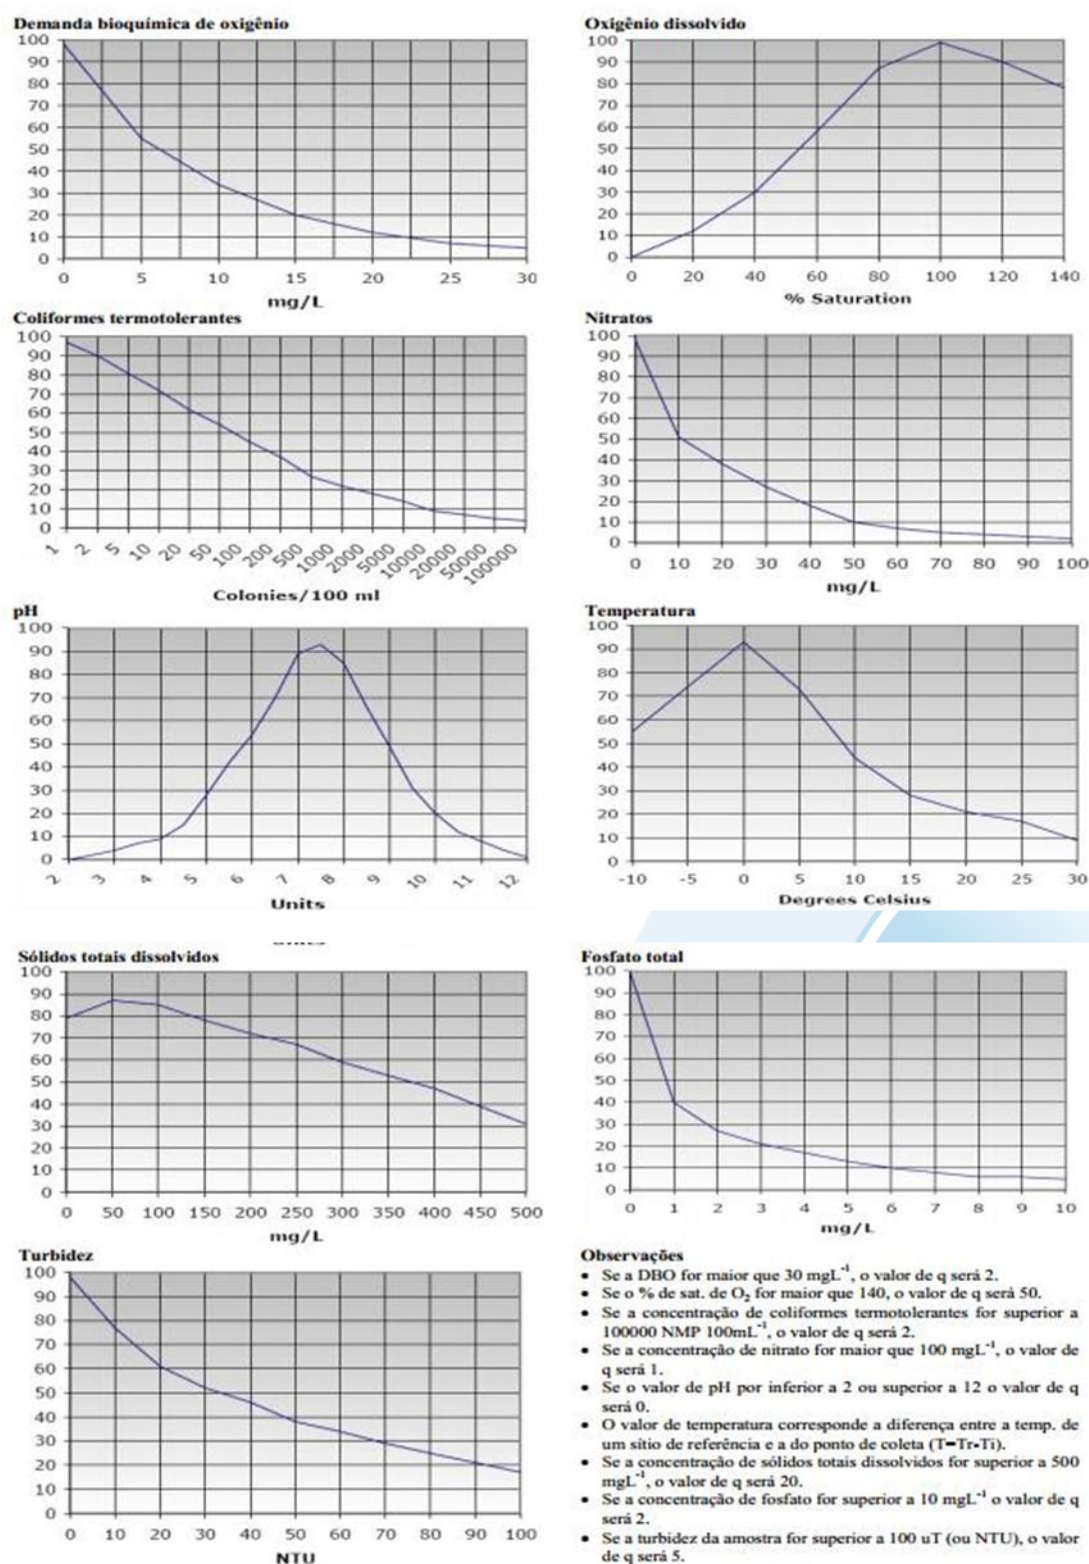 Demanda bioquímica de oxigênio
100
90
80
70
60
50
40
30
20
10
0
0 5 10 15 20 25 30
mg/L
Oxigênio dissolvido
100
90
80
70
60
50
40
30
20
10
0
0 20 40 60 80 100 120 140
% Saturation
Coliformes termotolerantes
100
90
80
70
60
50
40
30
20
10
0
1 2 5 10 20 50 100 200 500 1000 2000 5000 10000 20000 50000 100000
Colonies/100 ml
Nitratos
100
90
80
70
60
50
40
30
20
10
0
0 10 20 30 40 50 60 70 80 90 100
mg/L
pH
100
90
80
70
60
50
40
30
20
10
0
2 3 4 5 6 7 8 9 10 11 12
Units
Temperatura
100
90
80
70
60
50
40
30
20
10
0
-10 -5 0 5 10 15 20 25 30
Degrees Celsius
Sólidos totais dissolvidos
100
90
80
70
60
50
40
30
20
10
0
0 50 100 150 200 250 300 350 400 450 500
mg/L
Fosfato total
100
90
80
70
60
50
40
30
20
10
0
0 1 2 3 4 5 6 7 8 9 10
mg/L
Turbidez
100
90
80
70
60
50
40
30
20
10
0
0 10 20 30 40 50 60 70 80 90 100
NTU
Observações
• Se a DBO for maior que 30 mgL⁻¹, o valor de q será 2.
• Se o % de sat. de O₂ for maior que 140, o valor de q será 50.
• Se a concentração de coliformes termotolerantes for superior a
100000 NMP 100mL⁻¹, o valor de q será 2.
• Se a concentração de nitrato for maior que 100 mgL⁻¹, o valor de
q será 1.
• Se o valor de pH por inferior a 2 ou superior a 12 o valor de q
será 0.
• O valor de temperatura corresponde a diferença entre a temp. de
um sítio de referência e a do ponto de coleta (T=Tr-Ti).
• Se a concentração de sólidos totais dissolvidos for superior a 500
mgL⁻¹, o valor de q será 20.
• Se a concentração de fosfato for superior a 10 mgL⁻¹ o valor de q
será 2.
• Se a turbidez da amostra for superior a 100 uT (ou NTU), o valor
de q será 5.